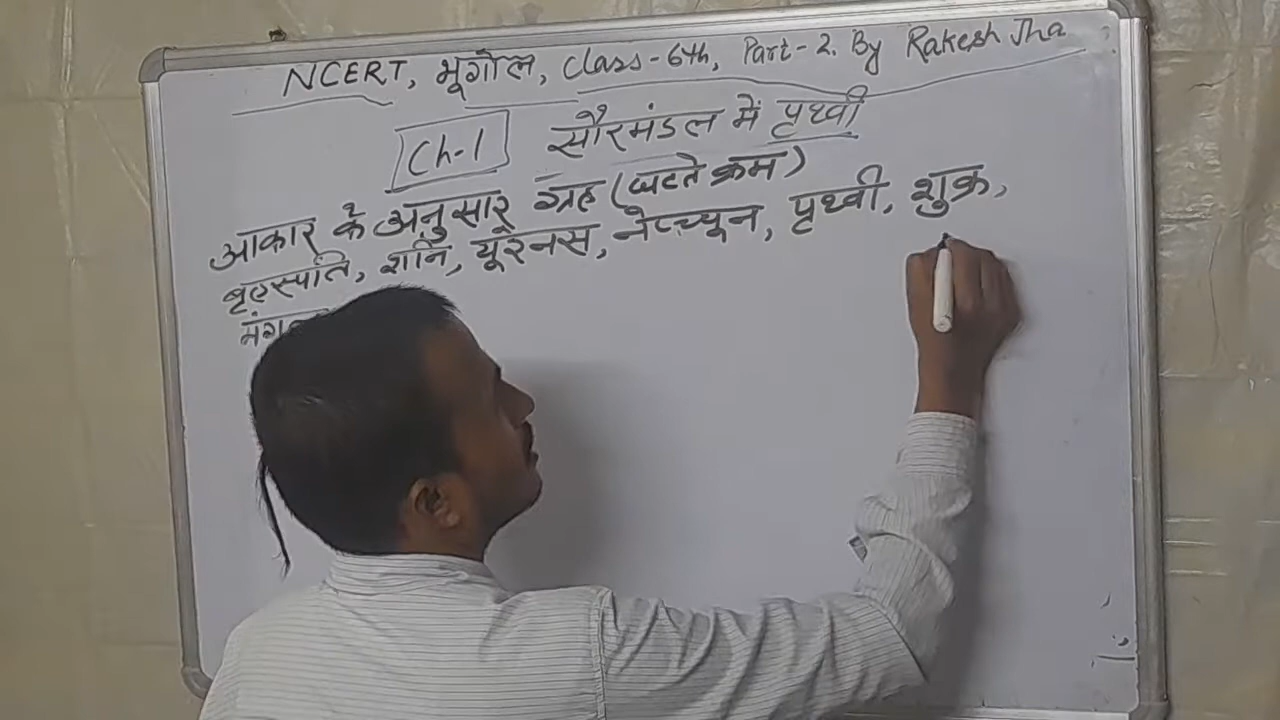 NCERT, भूगोल, Class-6th, Part-2. By Rakesh Jha
Ch-1 सौरमंडल में पृथ्वी
आकार के अनुसार ग्रह (घटते क्रम)
बृहस्पति, शनि, यूरेनस, नेप्च्यून, पृथ्वी, शुक्र,